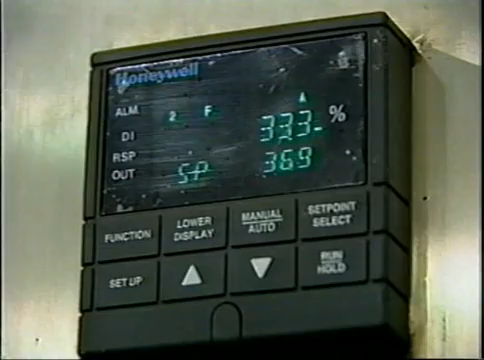 Honeywell
ALM 2 F
DI 333 %
RSP
OUT SP 369
FUNCTION LOWER DISPLAY MANUAL AUTO SETPOINT SELECT
SET UP RUN HOLD